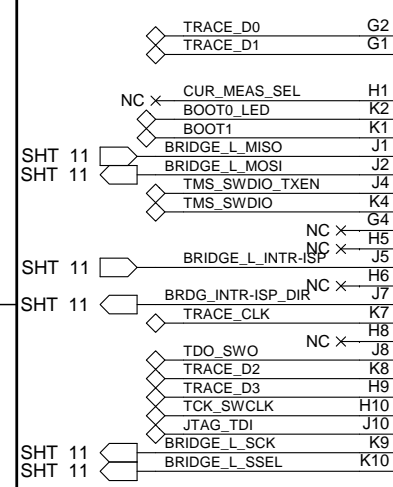 TRACE_D0 G2
TRACE_D1 G1
NC CUR_MEAS_SEL H1
BOOT0_LED K2
BOOT1 K1
SHT 11 BRIDGE_L_MISO J1
SHT 11 BRIDGE_L_MOSI J2
TMS_SWDIO_TXEN J4
TMS_SWDIO K4
NC G4
NC H5
SHT 11 BRIDGE_L_INTR-ISP J5
NC H6
SHT 11 BRDG_INTR-ISP_DIR J7
TRACE_CLK K7
NC H8
TDO_SWO J8
TRACE_D2 K8
TRACE_D3 H9
TCK_SWCLK H10
JTAG_TDI J10
SHT 11 BRIDGE_L_SCK K9
SHT 11 BRIDGE_L_SSEL K10